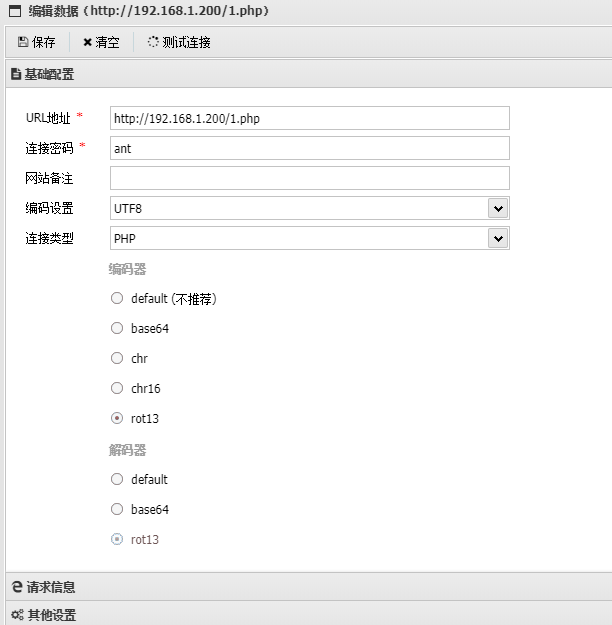 编辑数据（http://192.168.1.200/1.php）
保存 清空 测试连接
基础配置
URL地址 * http://192.168.1.200/1.php
连接密码 * ant
网站备注
编码设置 UTF8
连接类型 PHP
编码器
default (不推荐)
base64
chr
chr16
rot13
解码器
default
base64
rot13
请求信息
其他设置